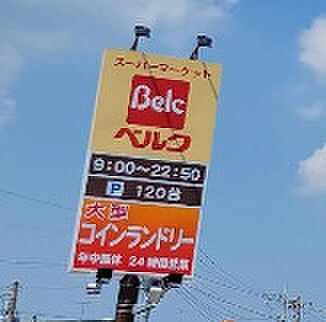 スーパーマーケット
Belc
ベルク
9:00〜22:50
P 120台
大型
コインランドリー
年中無休 24時間営業